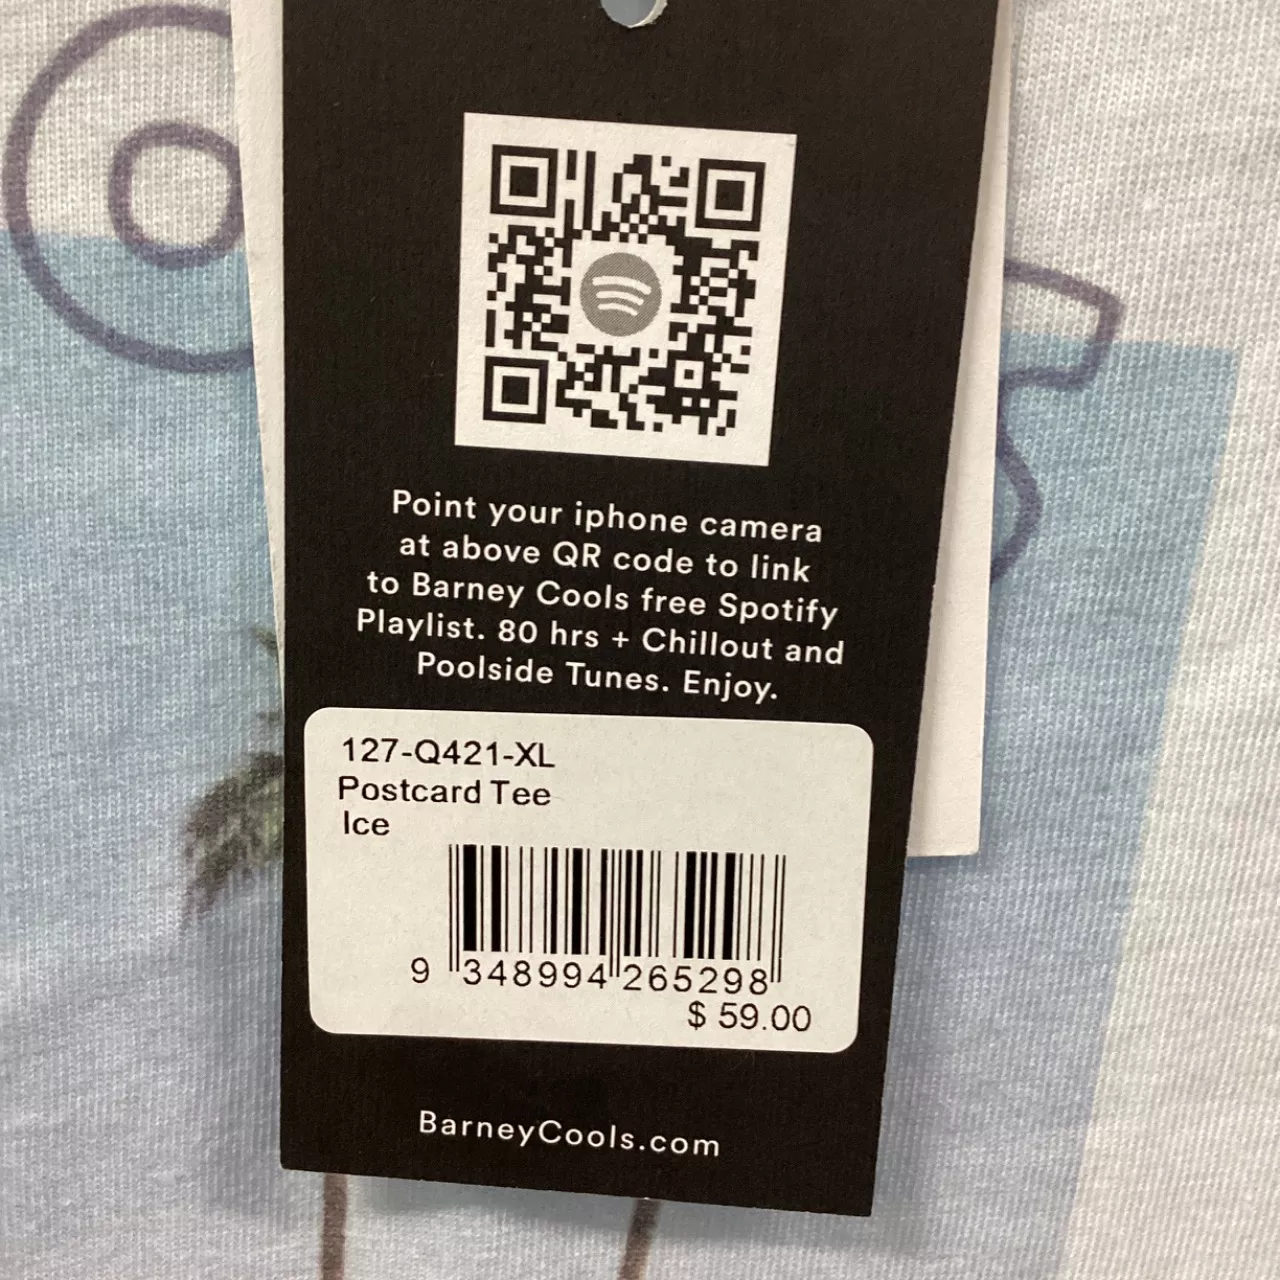 Point your iphone camera
at above QR code to link
to Barney Cools free Spotify
Playlist. 80 hrs + Chillout and
Poolside Tunes. Enjoy.
127-Q421-XL
Postcard Tee
Ice
9 348994 265298
$ 59.00
BarneyCools.com